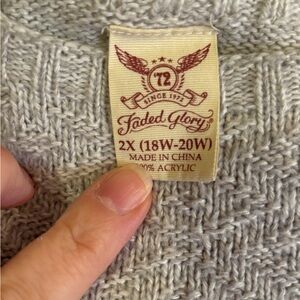 '72
SINCE 1972
Faded Glory®
2X (18W-20W)
MADE IN CHINA
00% ACRYLIC